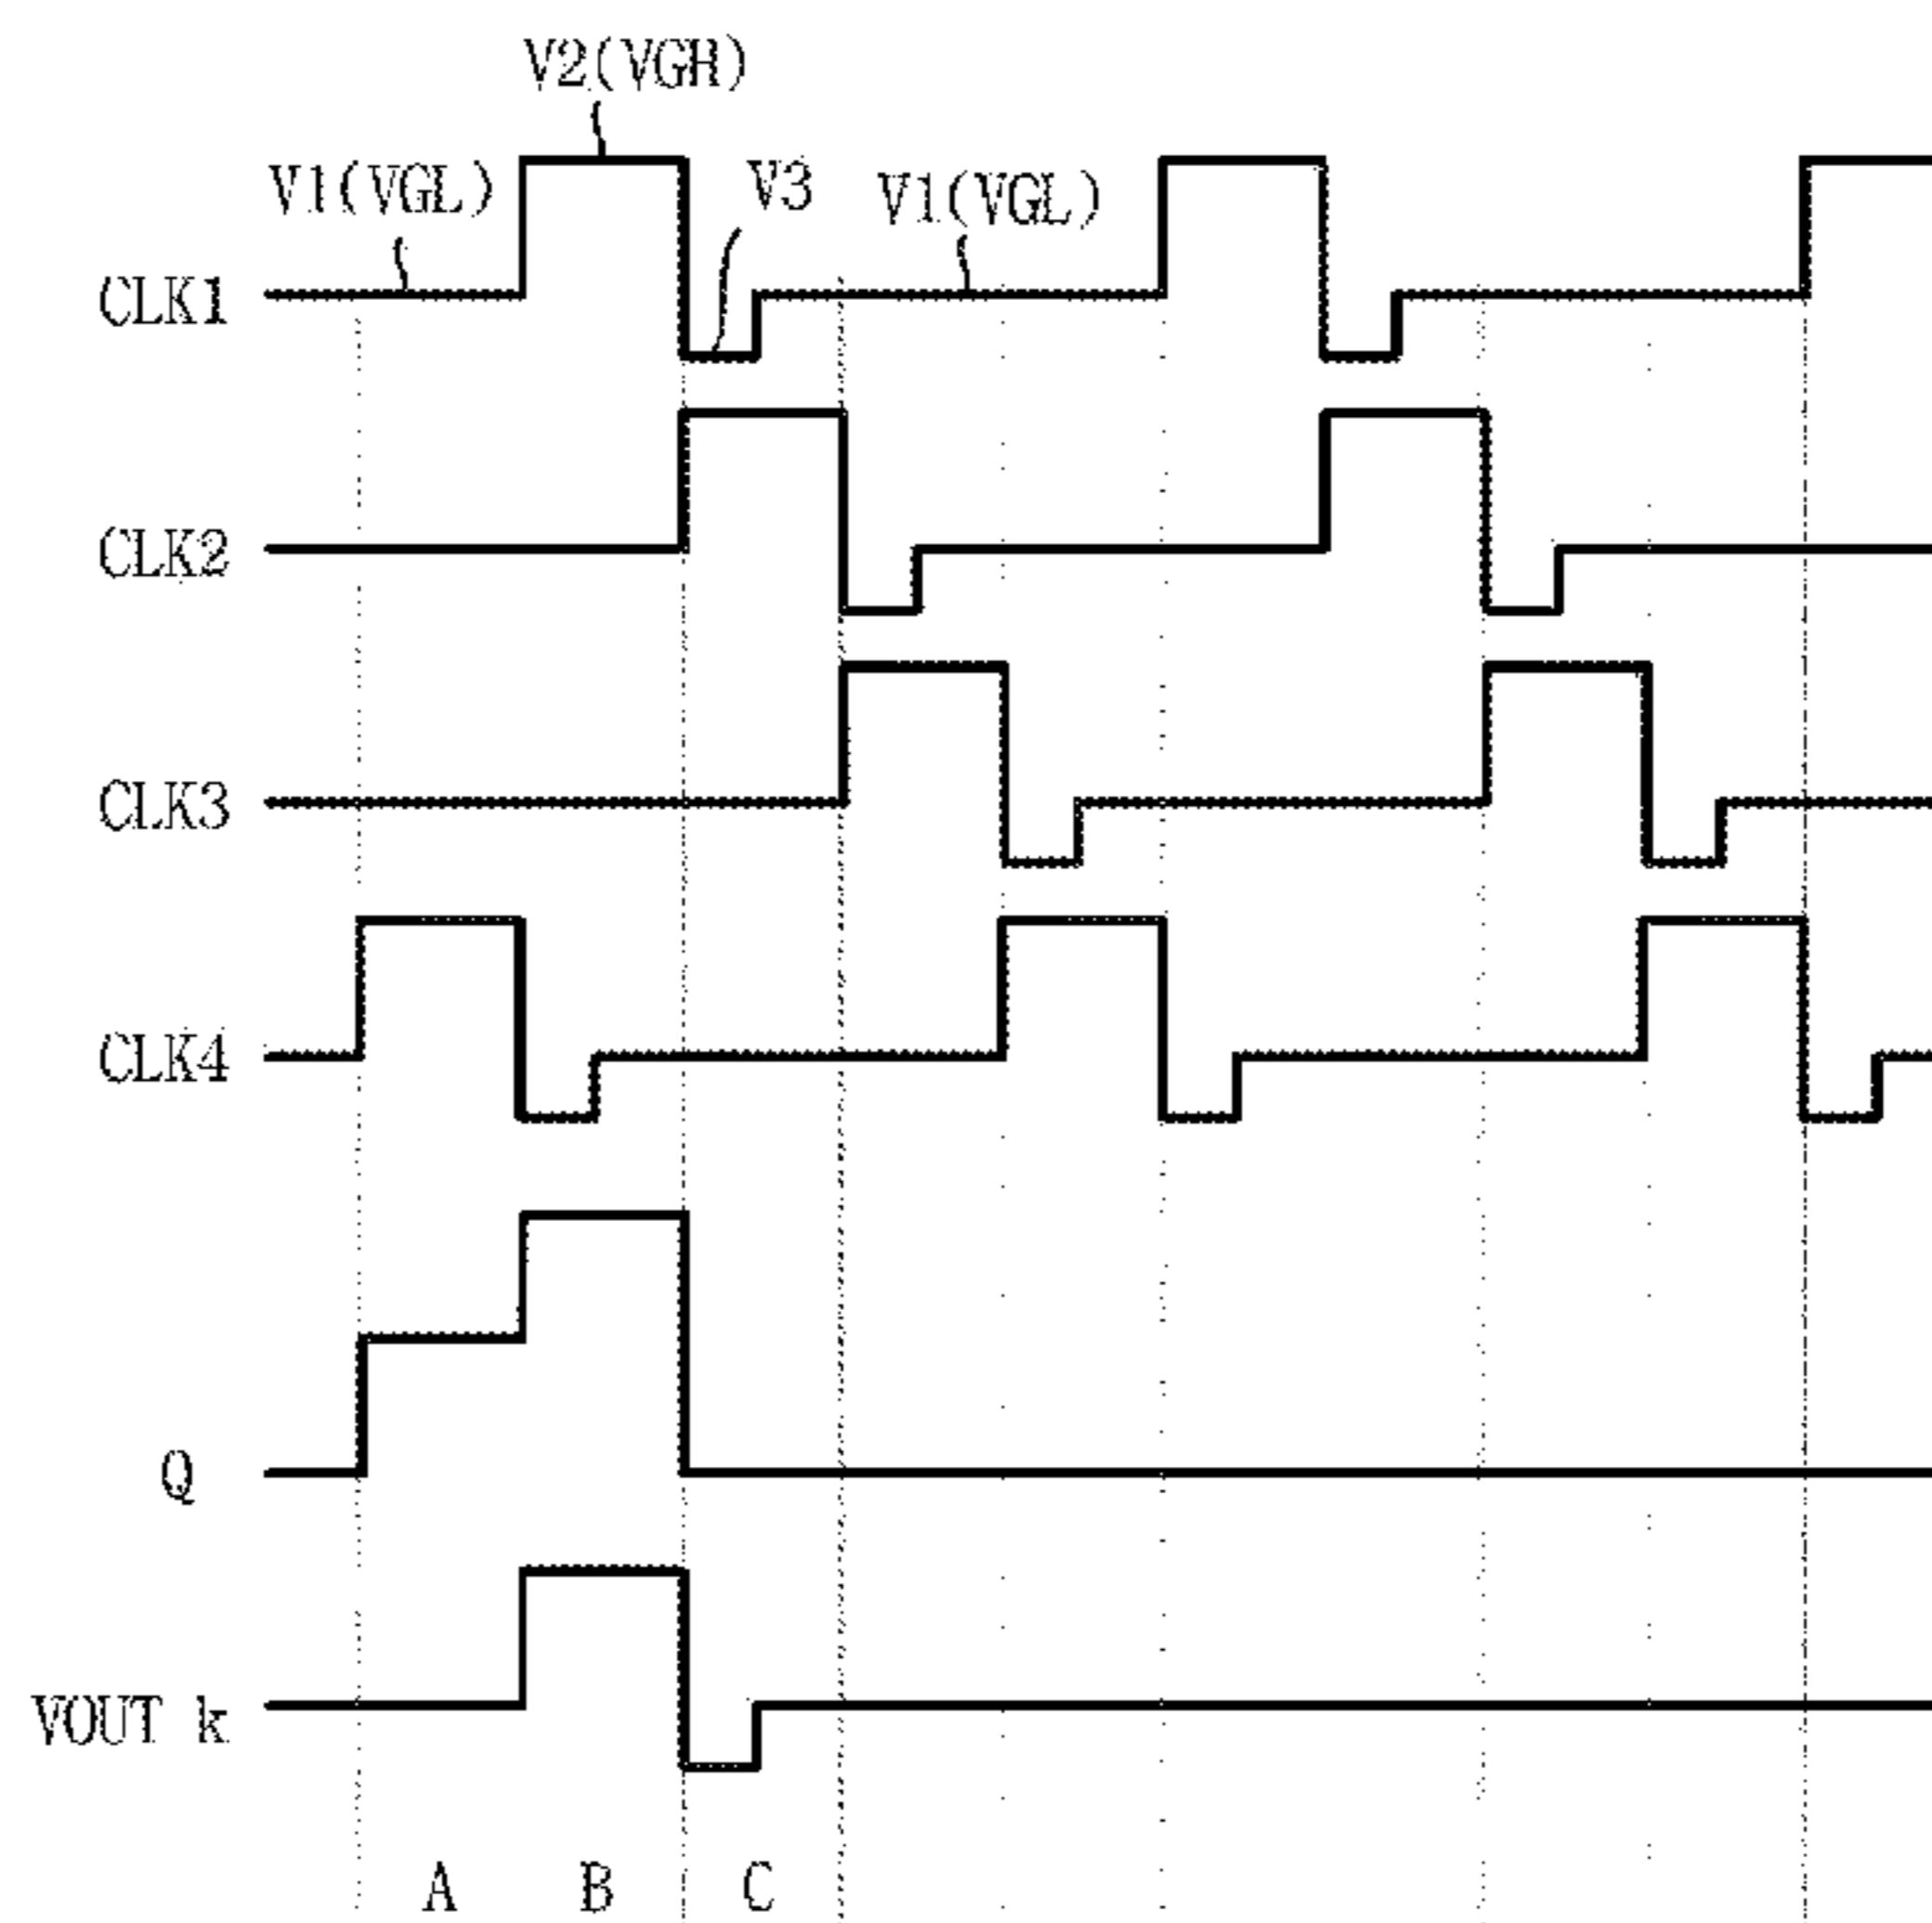 V2(VGH)
V1(VGL)
V3
V1(VGL)
CLK1
CLK2
CLK3
CLK4
Q
VOUT k
A B C